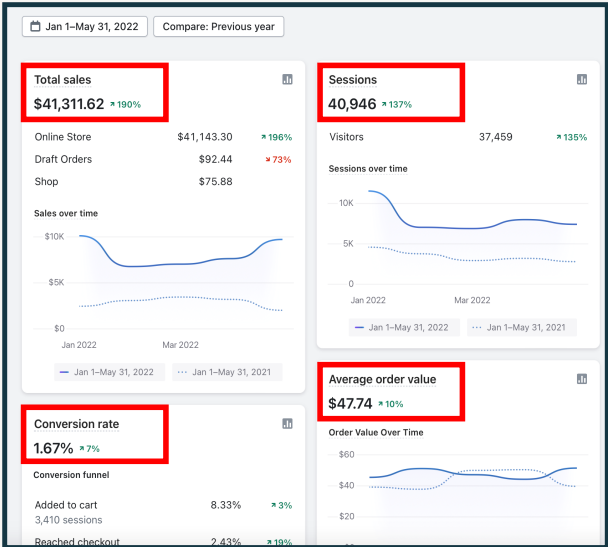 Jan 1–May 31, 2022
Compare: Previous year
Total sales
$41,311.62 ↗ 190%
Online Store $41,143.30 ↗ 196%
Draft Orders $92.44 ↘ 73%
Shop $75.88
Sales over time
$10K
$5K
$0
Jan 2022 Mar 2022
Jan 1–May 31, 2022 Jan 1–May 31, 2021
Sessions
40,946 ↗ 137%
Visitors 37,459 ↗ 135%
Sessions over time
10K
5K
0
Jan 2022 Mar 2022
Jan 1–May 31, 2022 Jan 1–May 31, 2021
Conversion rate
1.67% ↗ 7%
Conversion funnel
Added to cart 8.33% ↗ 3%
3,410 sessions
Reached checkout 2.43% ↗ 19%
Average order value
$47.74 ↗ 10%
Order Value Over Time
$60
$40
$20